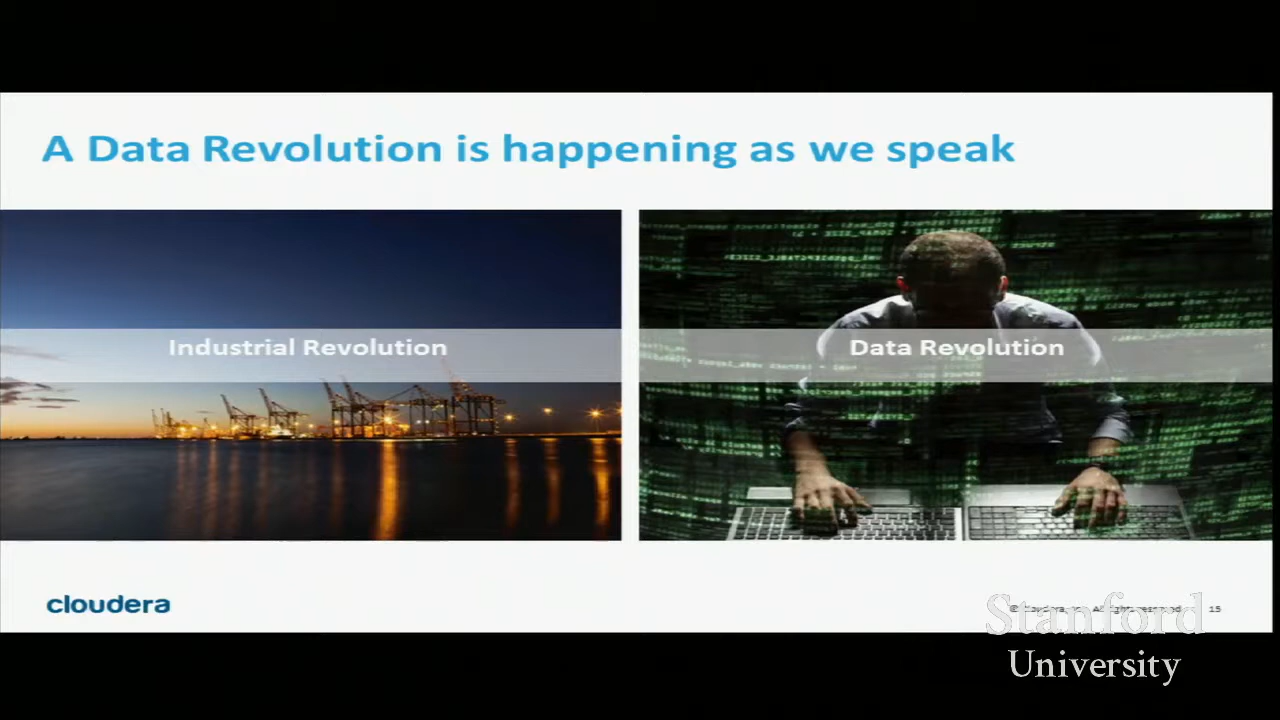 A Data Revolution is happening as we speak
Industrial Revolution
Data Revolution
cloudera
15
Stanford
University